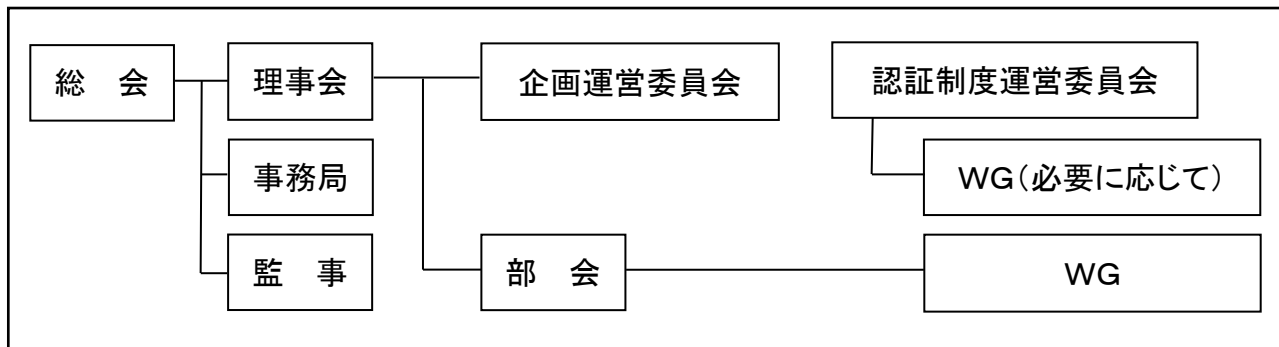 総　会
理事会
企画運営委員会
認証制度運営委員会
事務局
WG（必要に応じて）
監　事
部　会
WG